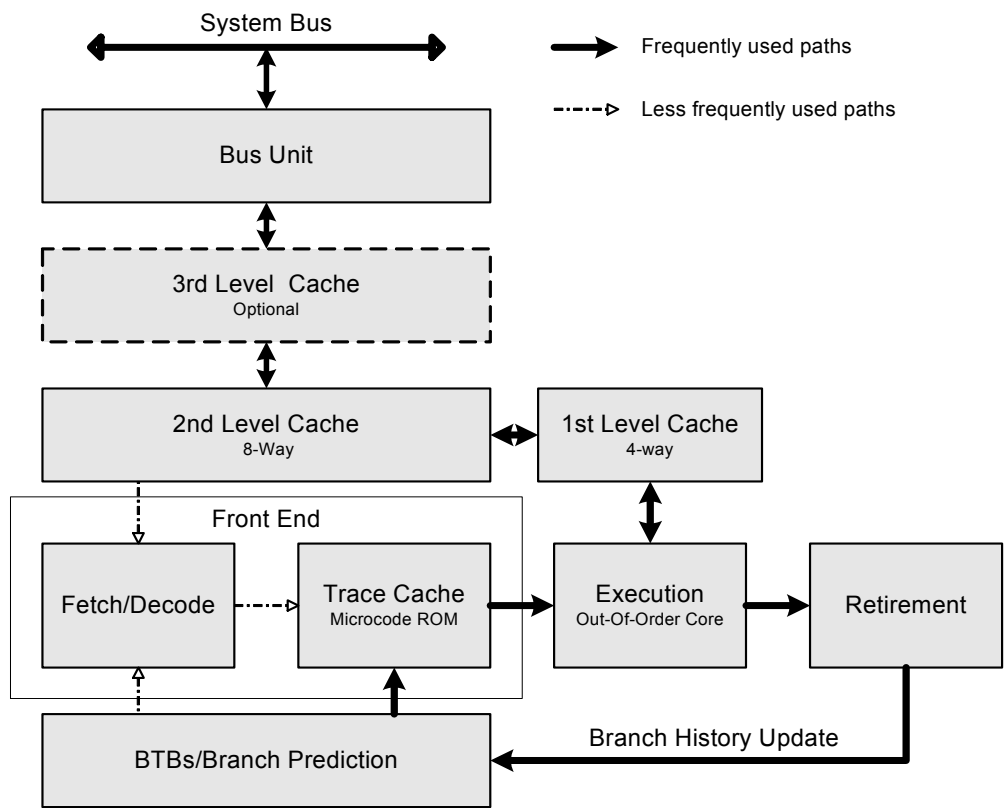 System Bus
Frequently used paths
Less frequently used paths
Bus Unit
3rd Level Cache
Optional
2nd Level Cache
8-Way
1st Level Cache
4-way
Front End
Fetch/Decode
Trace Cache
Microcode ROM
Execution
Out-Of-Order Core
Retirement
Branch History Update
BTBs/Branch Prediction